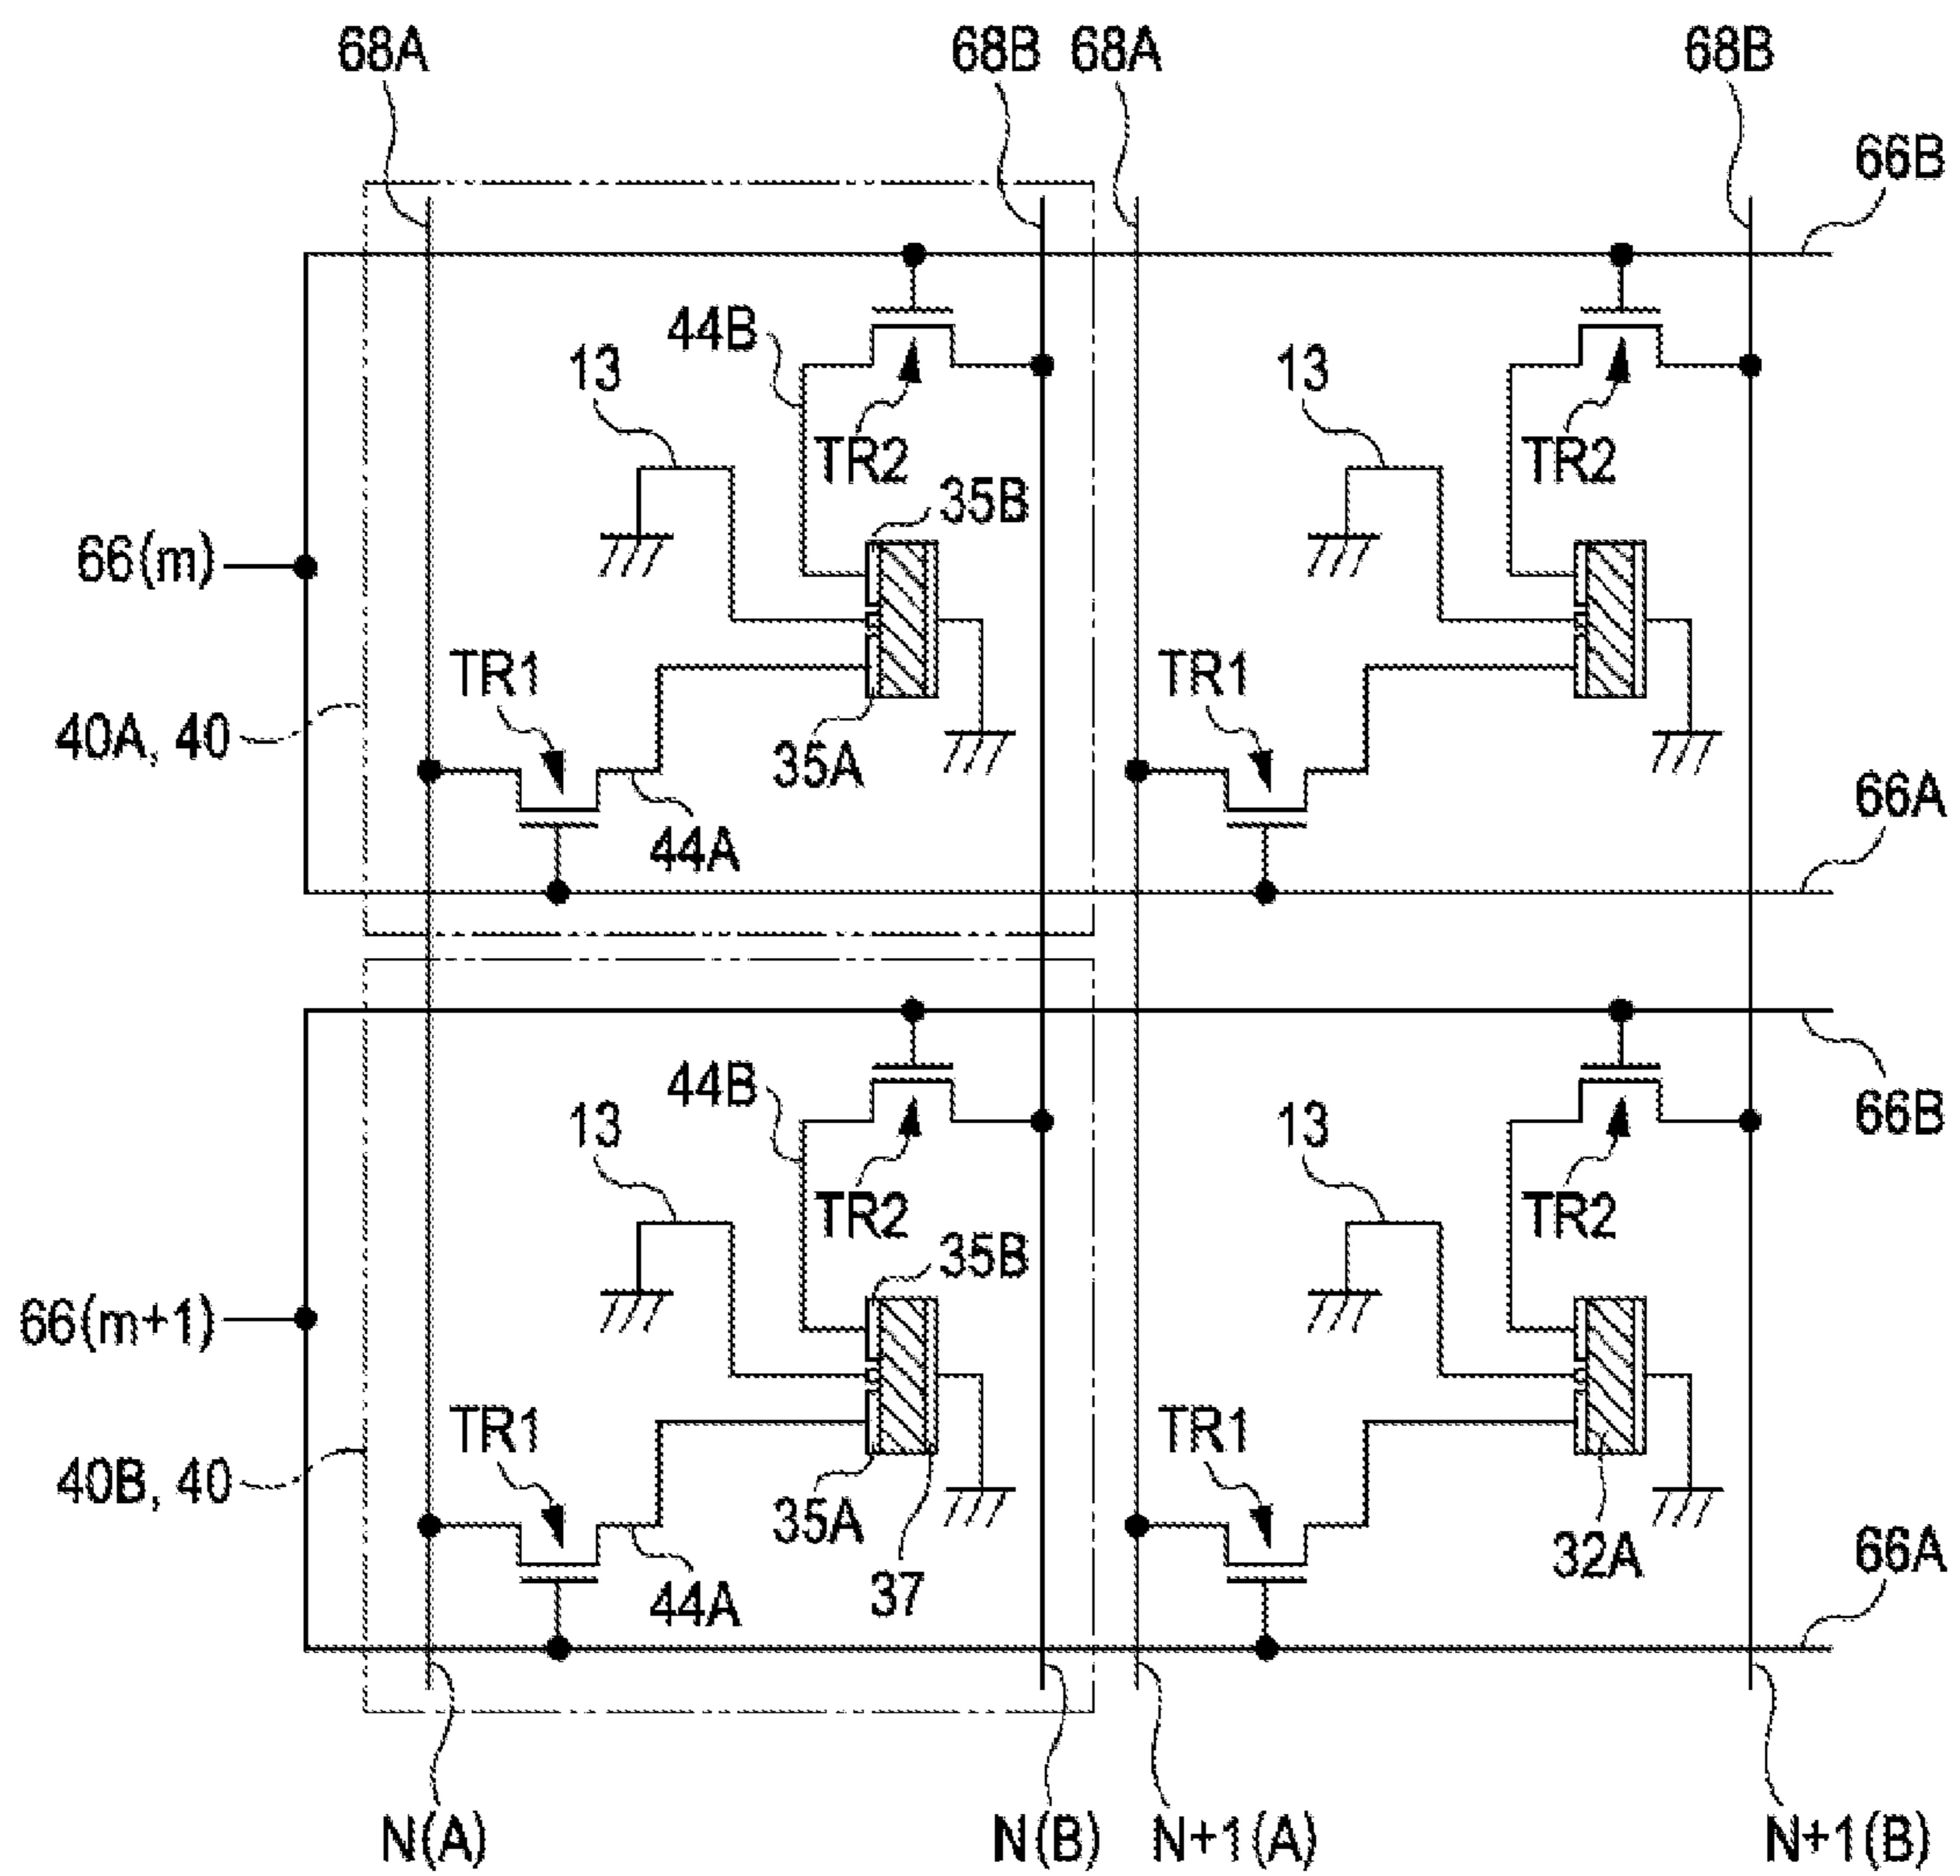 68A 68B 68A 68B
66B
44B
13 13
TR2 TR2
35B
66(m)
TR1 TR1
40A, 40
35A
66A
44A
44B
66B
13 13
TR2 TR2
35B
66(m+1)
TR1 TR1
40B, 40
35A
32A
66A
37
44A
N(A) N(B) N+1(A) N+1(B)